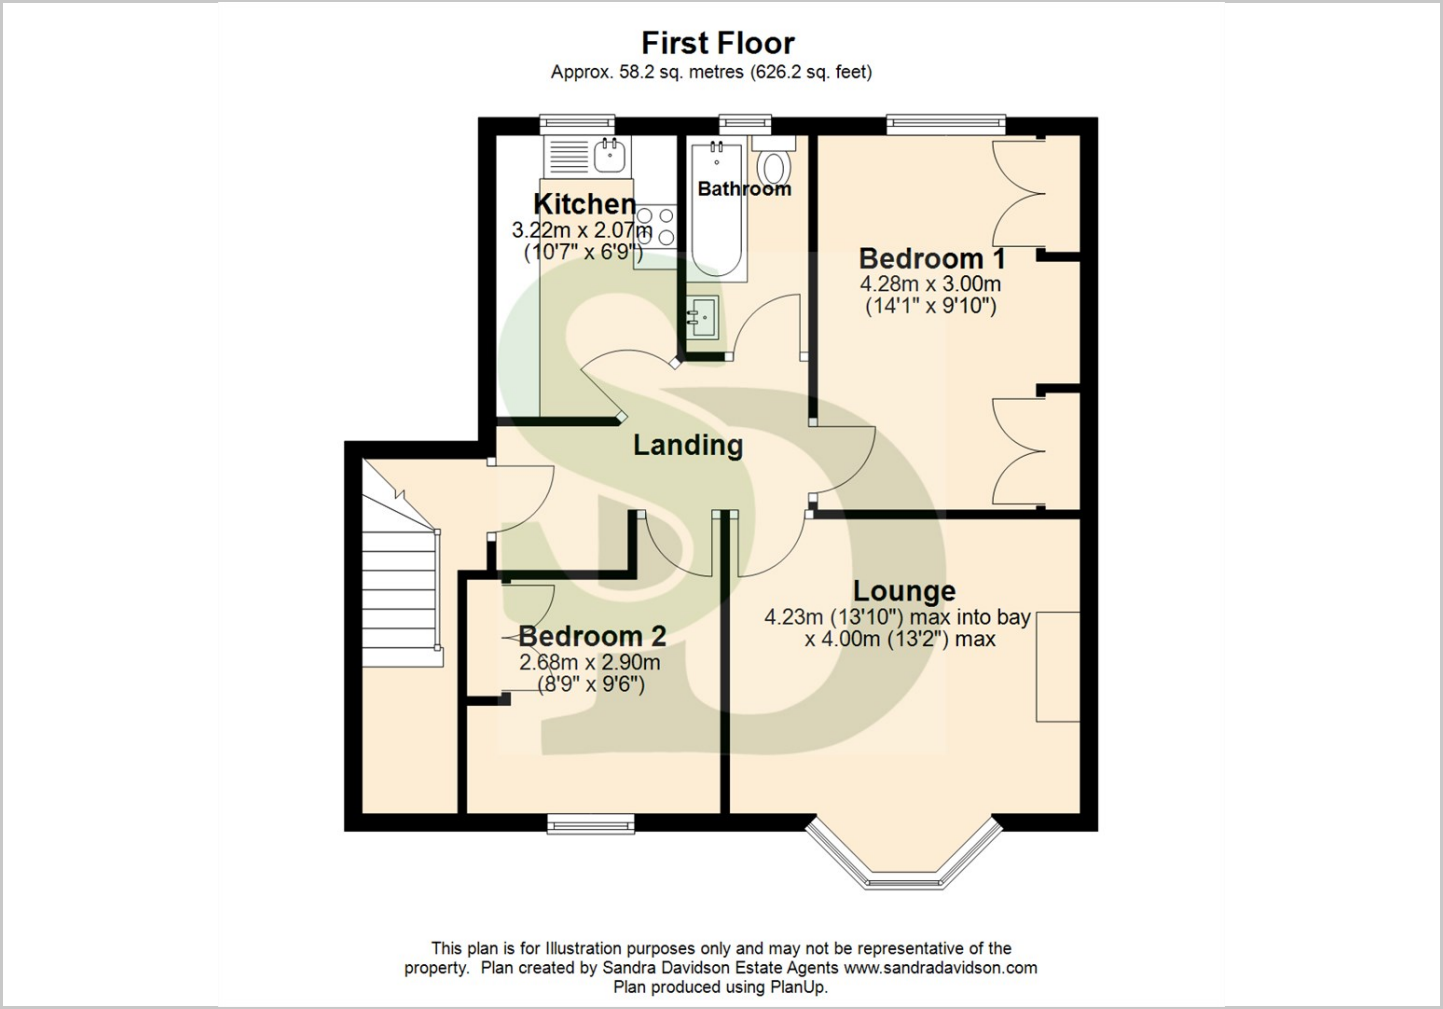 First Floor
Approx. 58.2 sq. metres (626.2 sq. feet)
Kitchen
3.22m x 2.07m
(10'7" x 6'9")
Bathroom
Bedroom 1
4.28m x 3.00m
(14'1" x 9'10")
Landing
Lounge
4.23m (13'10") max into bay
x 4.00m (13'2") max
Bedroom 2
2.68m x 2.90m
(8'9" x 9'6")
SD
This plan is for Illustration purposes only and may not be representative of the
property.  Plan created by Sandra Davidson Estate Agents www.sandradavidson.com
Plan produced using PlanUp.